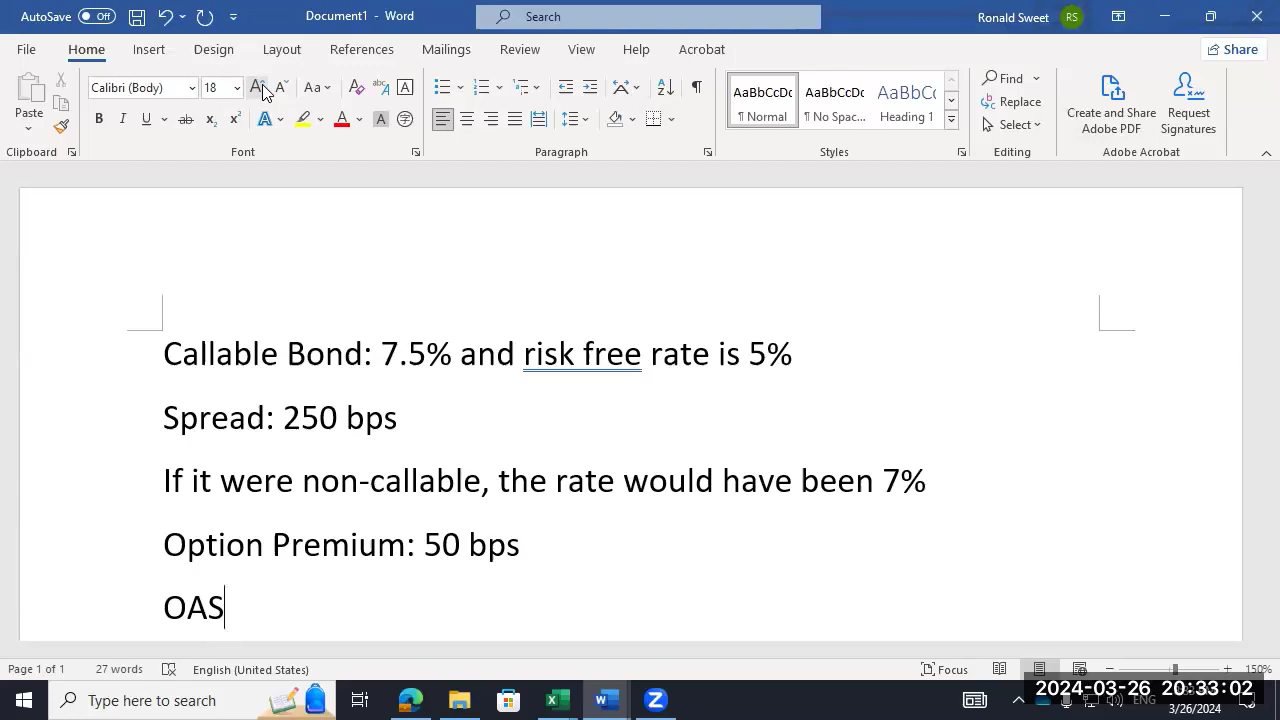 AutoSave Off Document1 - Word Search Ronald Sweet RS
File Home Insert Design Layout References Mailings Review View Help Acrobat Share
Paste Calibri (Body) 18 Aa AaBbCcDc AaBbCcDc AaBbC Find Replace Select Create and Share Adobe PDF Request Signatures
¶ Normal ¶ No Spac... Heading 1
Clipboard Font Paragraph Styles Editing Adobe Acrobat
Callable Bond: 7.5% and risk free rate is 5%
Spread: 250 bps
If it were non-callable, the rate would have been 7%
Option Premium: 50 bps
OAS
Page 1 of 1 27 words English (United States) Focus 150%
Type here to search ENG 2024-03-26 20:33:02
3/26/2024